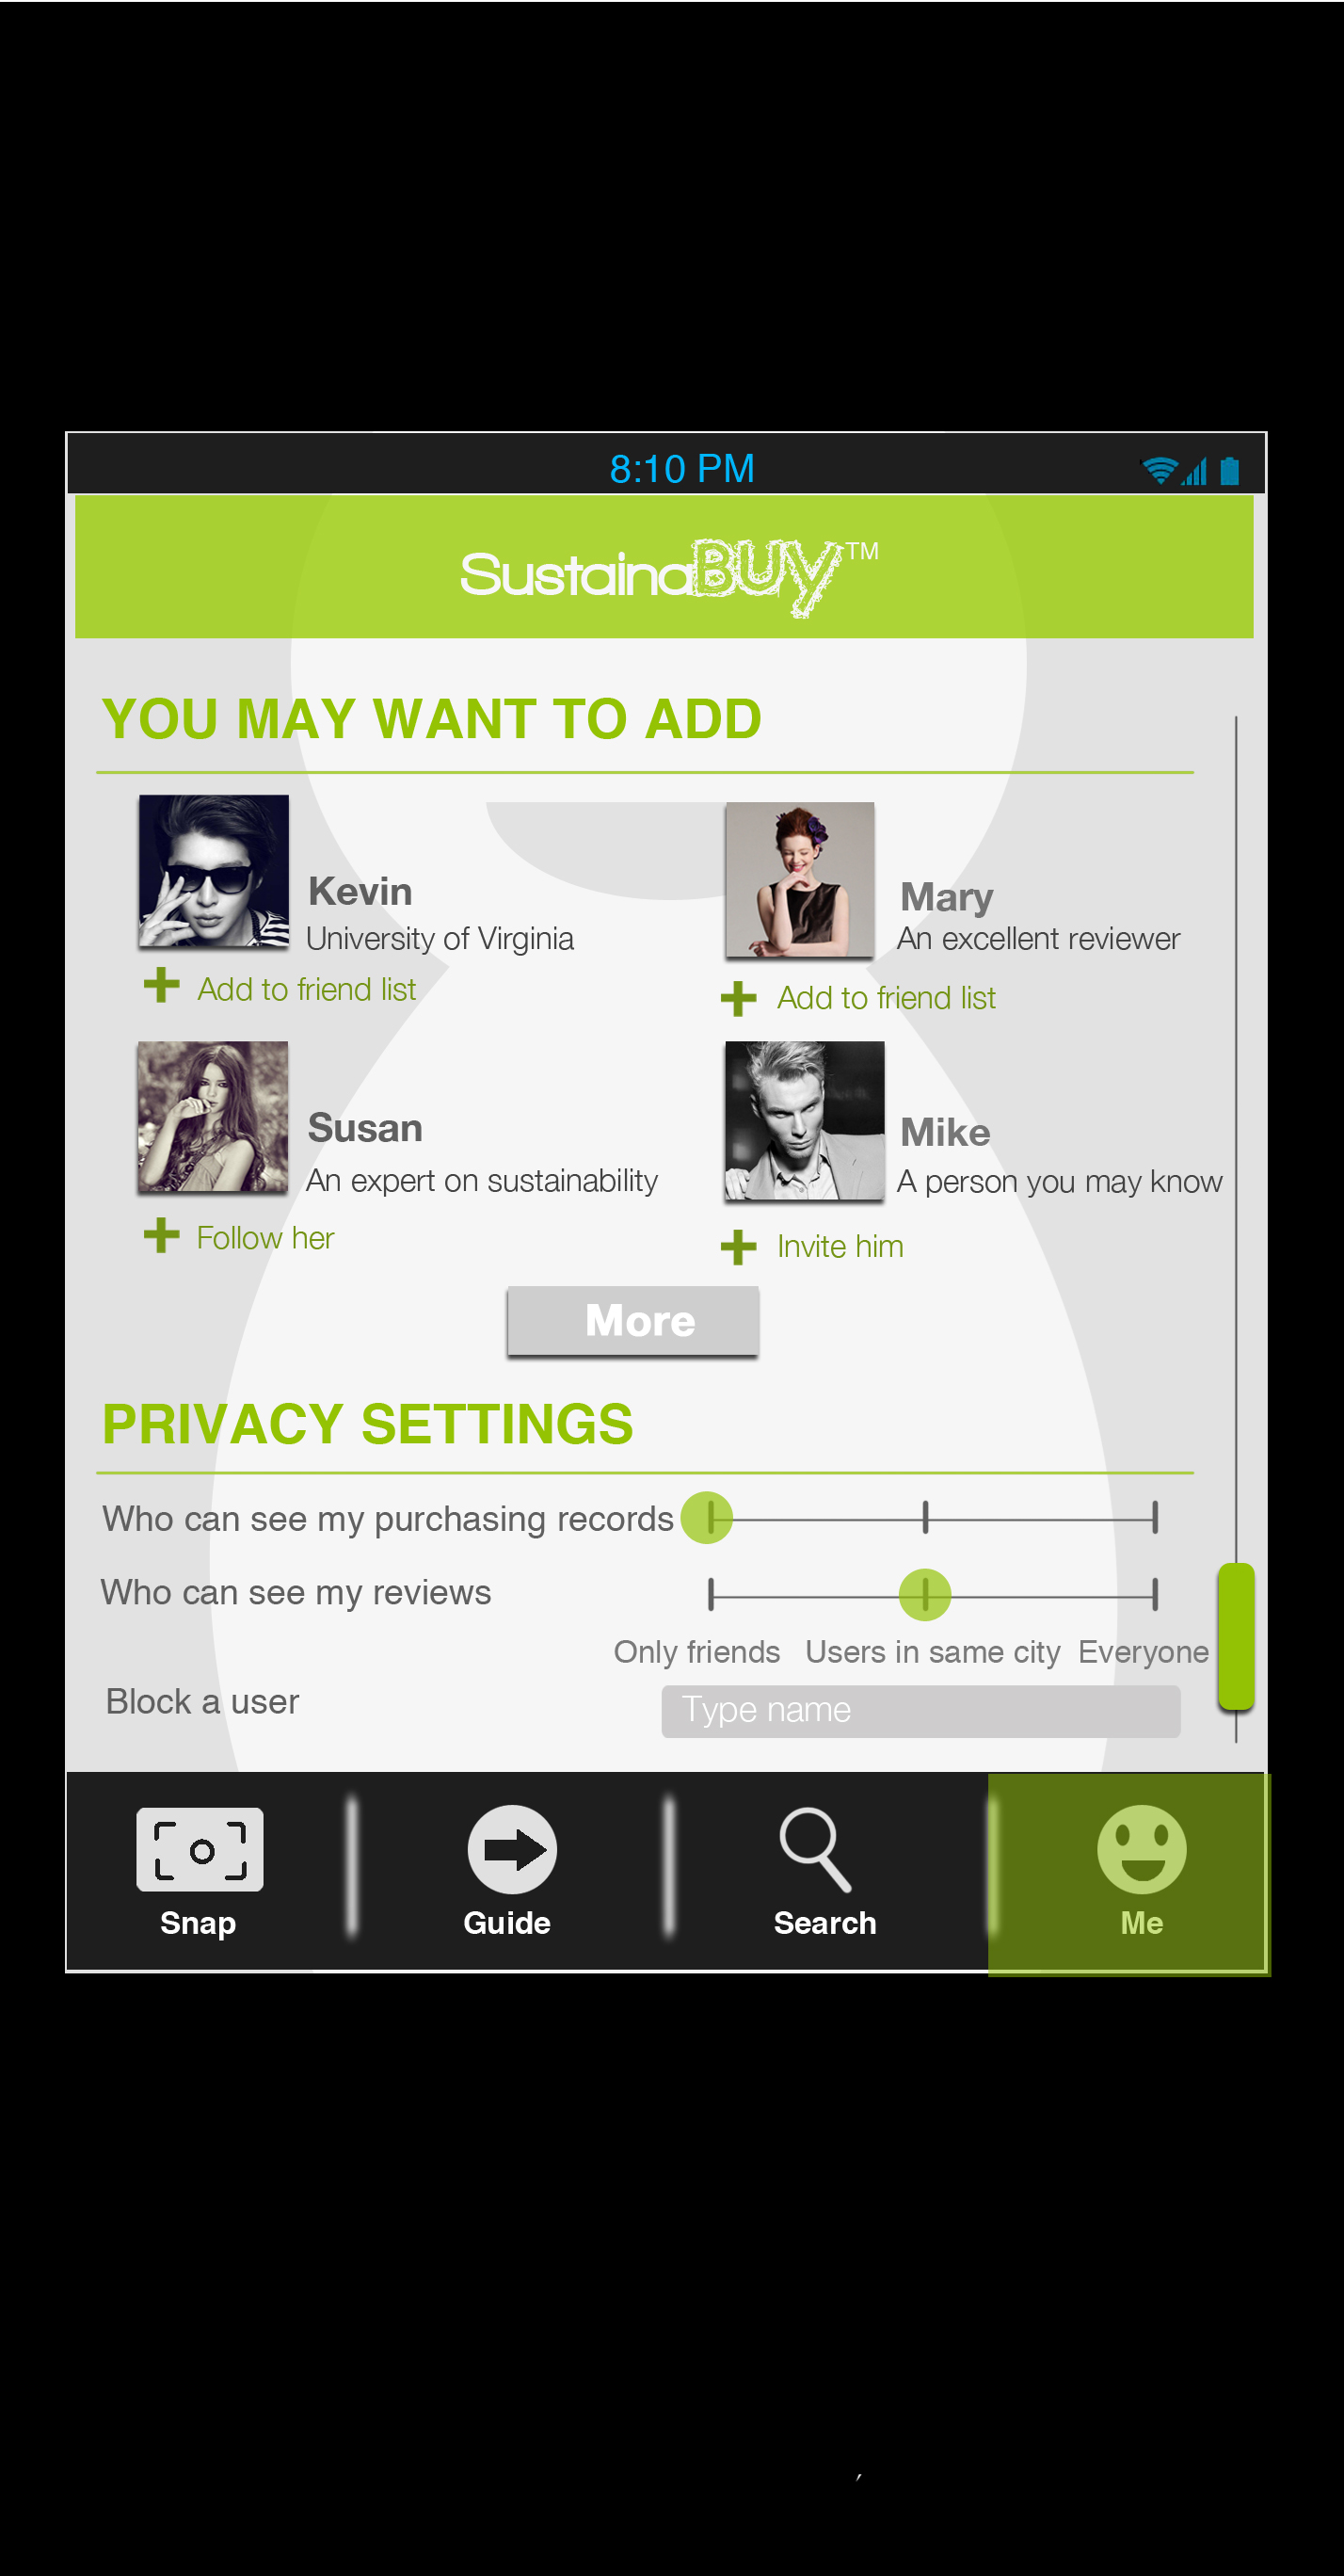 8:10 PM
SustainaBUY™
YOU MAY WANT TO ADD
Kevin
University of Virginia
Add to friend list
Mary
An excellent reviewer
Add to friend list
Susan
An expert on sustainability
Follow her
Mike
A person you may know
Invite him
More
PRIVACY SETTINGS
Who can see my purchasing records
Who can see my reviews
Only friends Users in same city Everyone
Block a user
Type name
Snap Guide Search Me